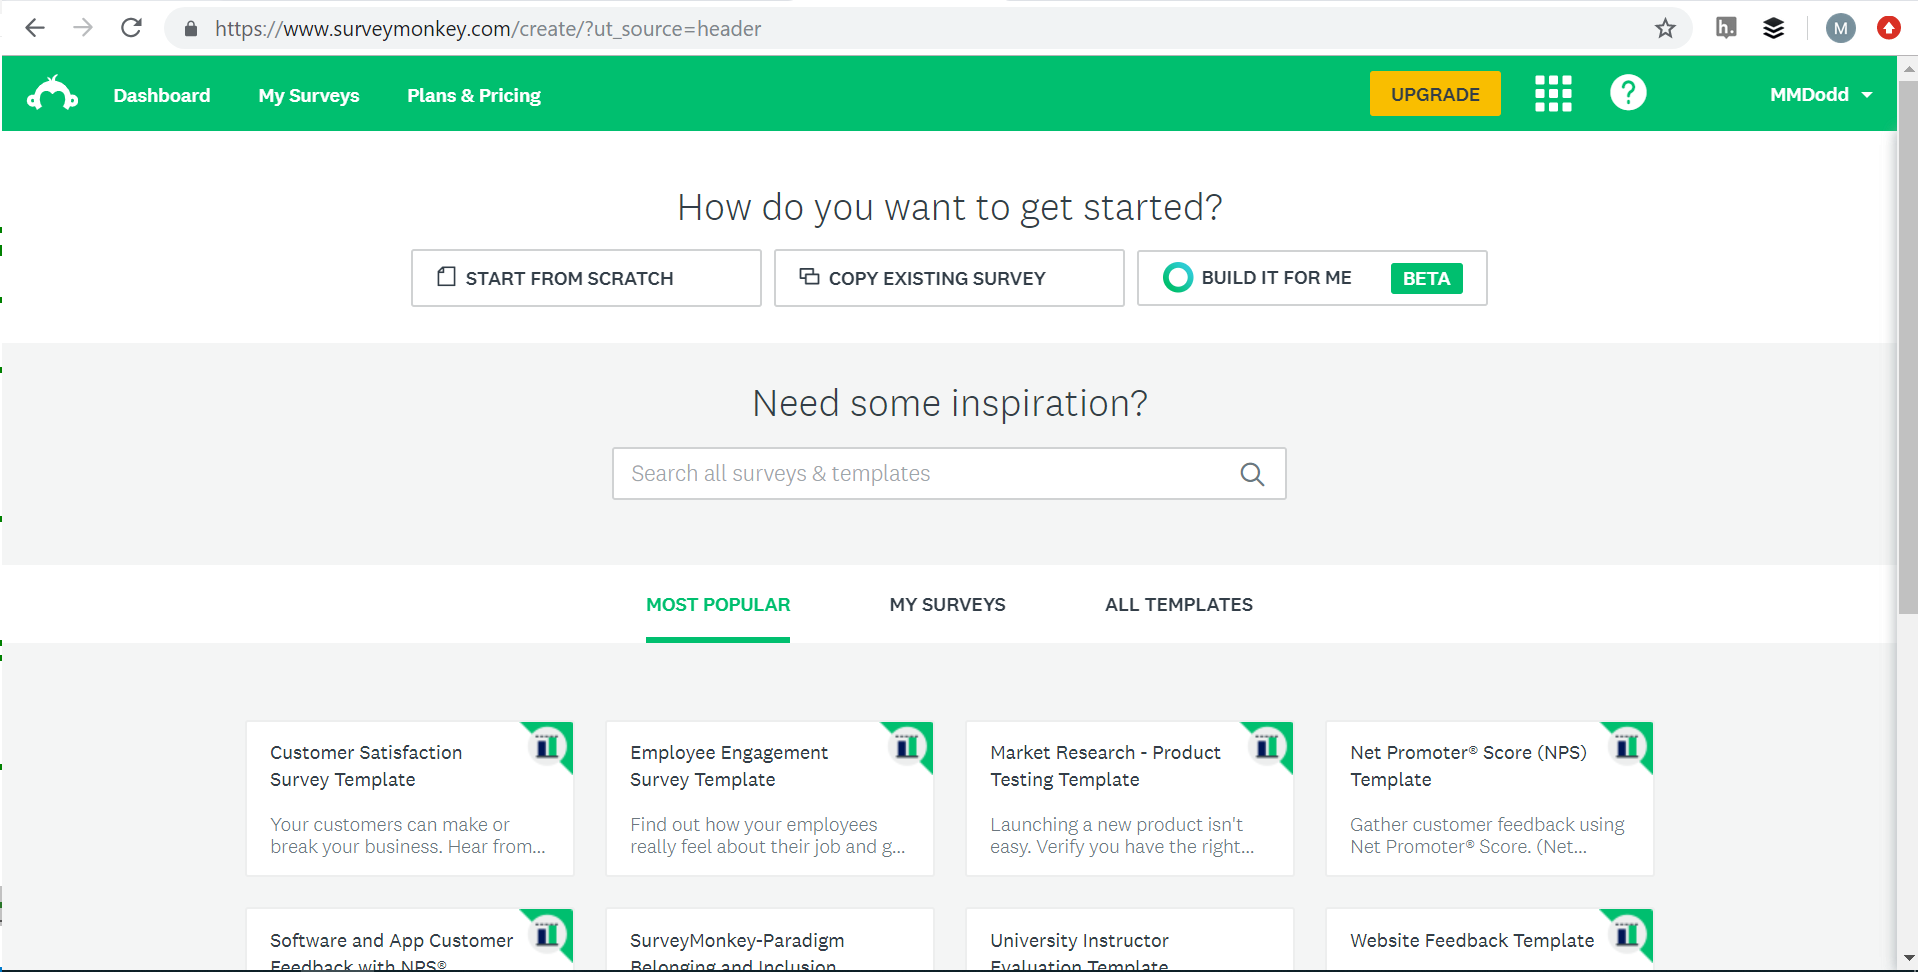 https://www.surveymonkey.com/create/?ut_source=header
h.
M
Dashboard
My Surveys
Plans & Pricing
UPGRADE
?
MMDodd
How do you want to get started?
START FROM SCRATCH
COPY EXISTING SURVEY
BUILD IT FOR ME
BETA
Need some inspiration?
Search all surveys & templates
MOST POPULAR
MY SURVEYS
ALL TEMPLATES
Customer Satisfaction
Survey Template
Your customers can make or
break your business. Hear from...
Employee Engagement
Survey Template
Find out how your employees
really feel about their job and g...
Market Research - Product
Testing Template
Launching a new product isn't
easy. Verify you have the right...
Net Promoter® Score (NPS)
Template
Gather customer feedback using
Net Promoter® Score. (Net...
Software and App Customer
Feedback with NPS®
SurveyMonkey-Paradigm
Belonging and Inclusion
University Instructor
Evaluation Template
Website Feedback Template